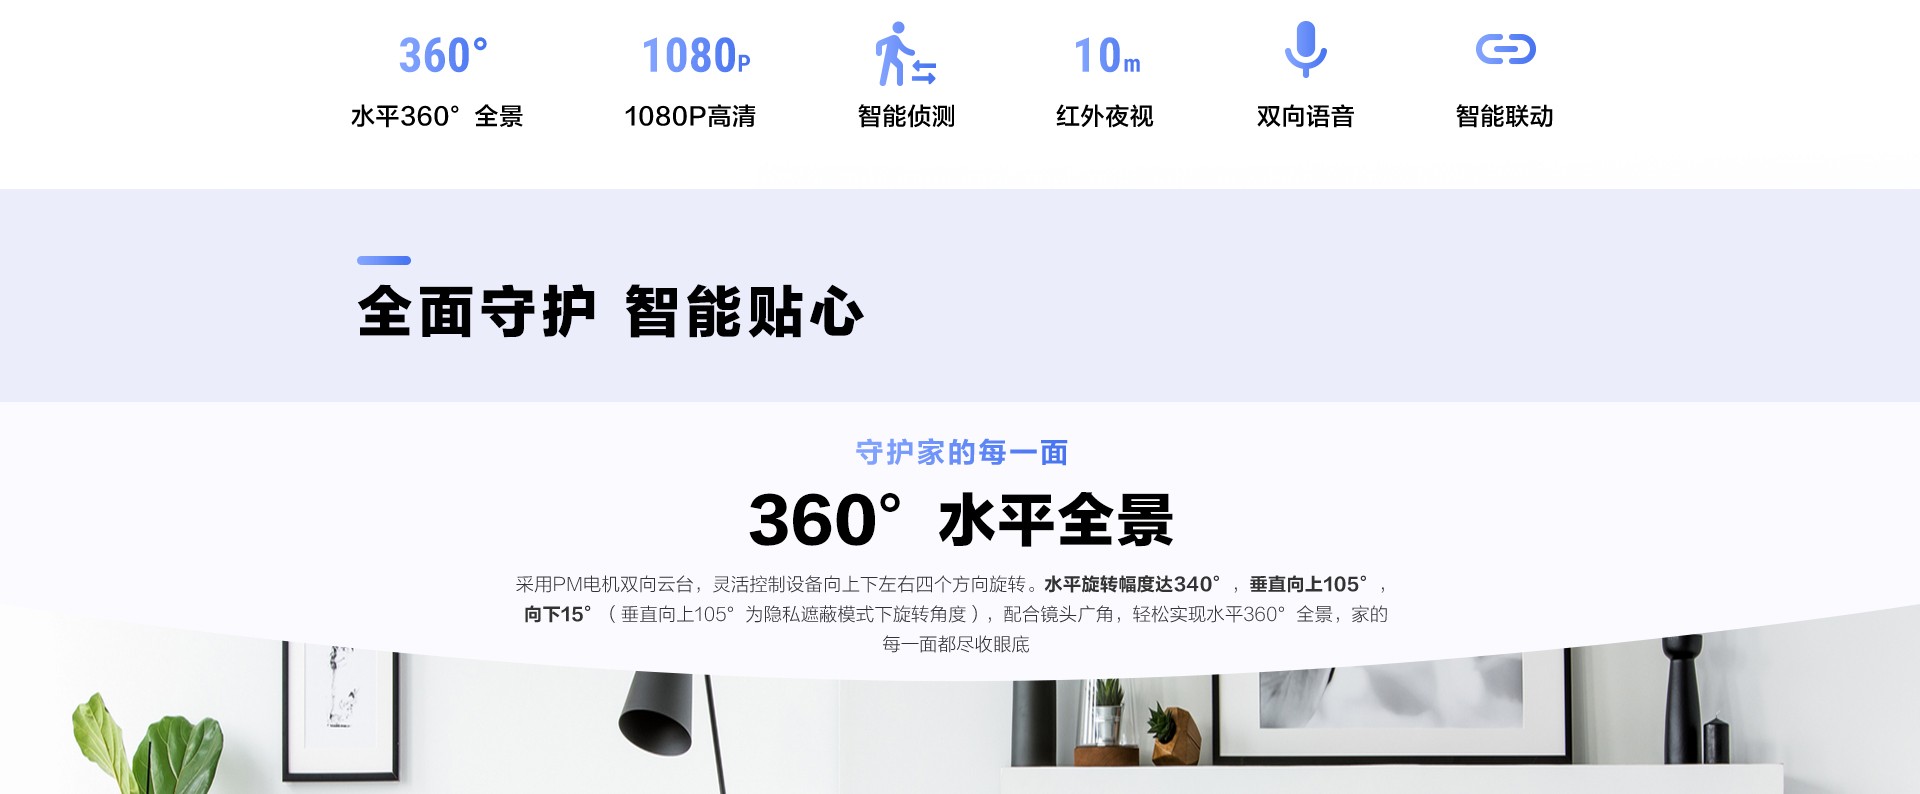 360° 1080P 10m
水平360° 全景 1080P高清 智能侦测 红外夜视 双向语音 智能联动
全面守护 智能贴心
守护家的每一面
360° 水平全景
采用PM电机双向云台，灵活控制设备向上下左右四个方向旋转。水平旋转幅度达340°，垂直向上105°，
向下15°（垂直向上105°为隐私遮蔽模式下旋转角度），配合镜头广角，轻松实现水平360°全景，家的
每一面都尽收眼底